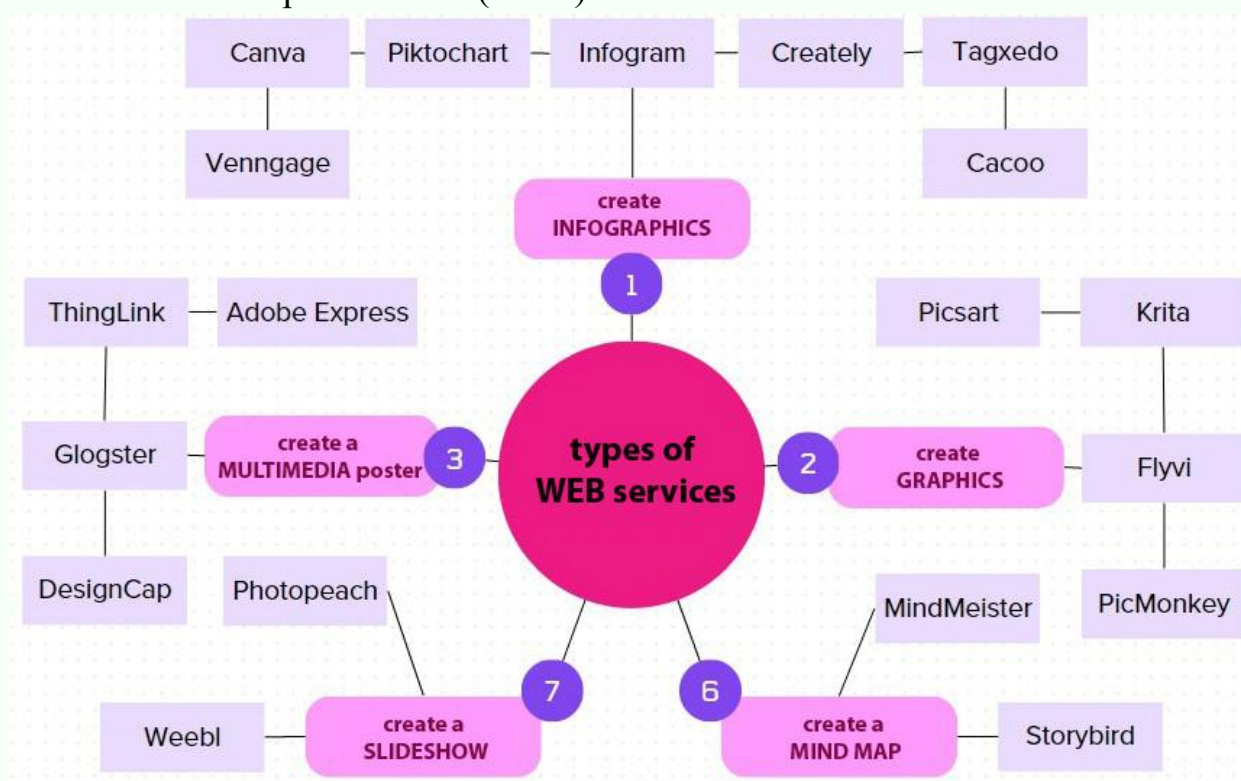 Canva
Piktochart
Infogram
Creately
Tagxedo
Venngage
Cacoo
create
INFOGRAPHICS
1
ThingLink
Adobe Express
Picsart
Krita
Glogster
create a
MULTIMEDIA poster
3
types of
WEB services
2
create
GRAPHICS
Flyvi
DesignCap
Photopeach
MindMeister
PicMonkey
7
6
Weebl
create a
SLIDESHOW
create a
MIND MAP
Storybird